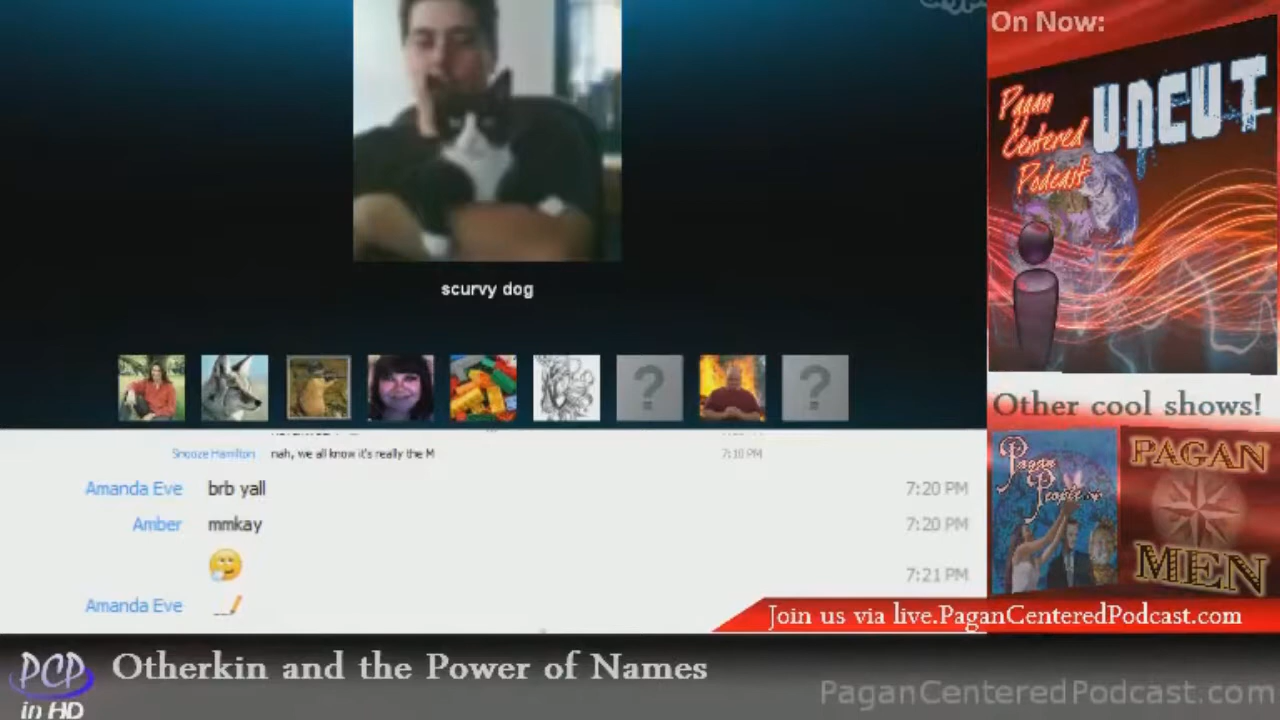 On Now:
Pagan
Centered
Podcast
UNCUT
scurvy dog
?
?
Other cool shows!
Snooze Hamilton nah, we all know it's really the M 7:18 PM
Amanda Eve brb yall 7:20 PM
Amber mmkay 7:20 PM
7:21 PM
Amanda Eve
Pagan
People
PAGAN
MEN
Join us via live.PaganCenteredPodcast.com
PCP
in HD
Otherkin and the Power of Names
PaganCenteredPodcast.com